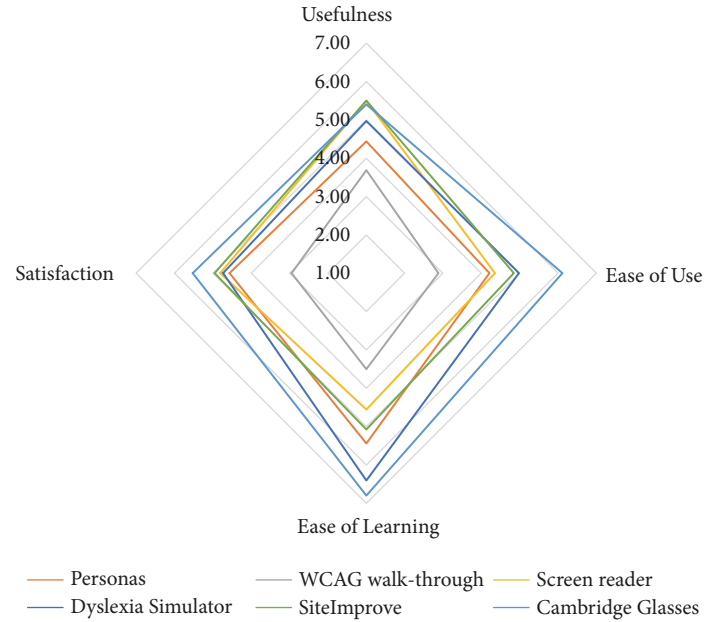 Usefulness
7.00
6.00
5.00
4.00
3.00
2.00
1.00
Satisfaction
Ease of Use
Ease of Learning
Personas WCAG walk-through Screen reader
Dyslexia Simulator SiteImprove Cambridge Glasses